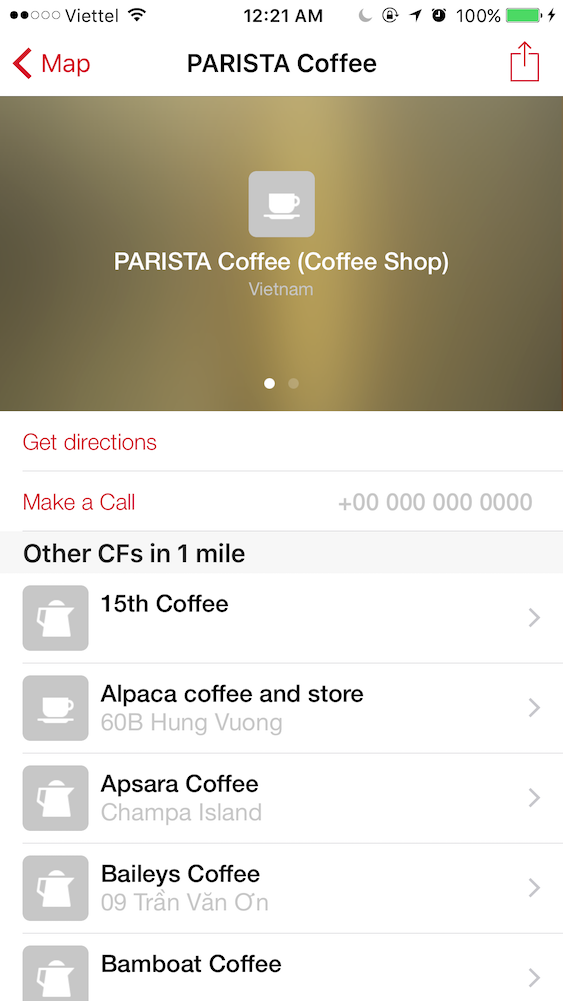 Viettel 12:21 AM 100%
Map PARISTA Coffee
PARISTA Coffee (Coffee Shop)
Vietnam
Get directions
Make a Call +00 000 000 0000
Other CFs in 1 mile
15th Coffee
Alpaca coffee and store
60B Hung Vuong
Apsara Coffee
Champa Island
Baileys Coffee
09 Trần Văn Ơn
Bamboat Coffee